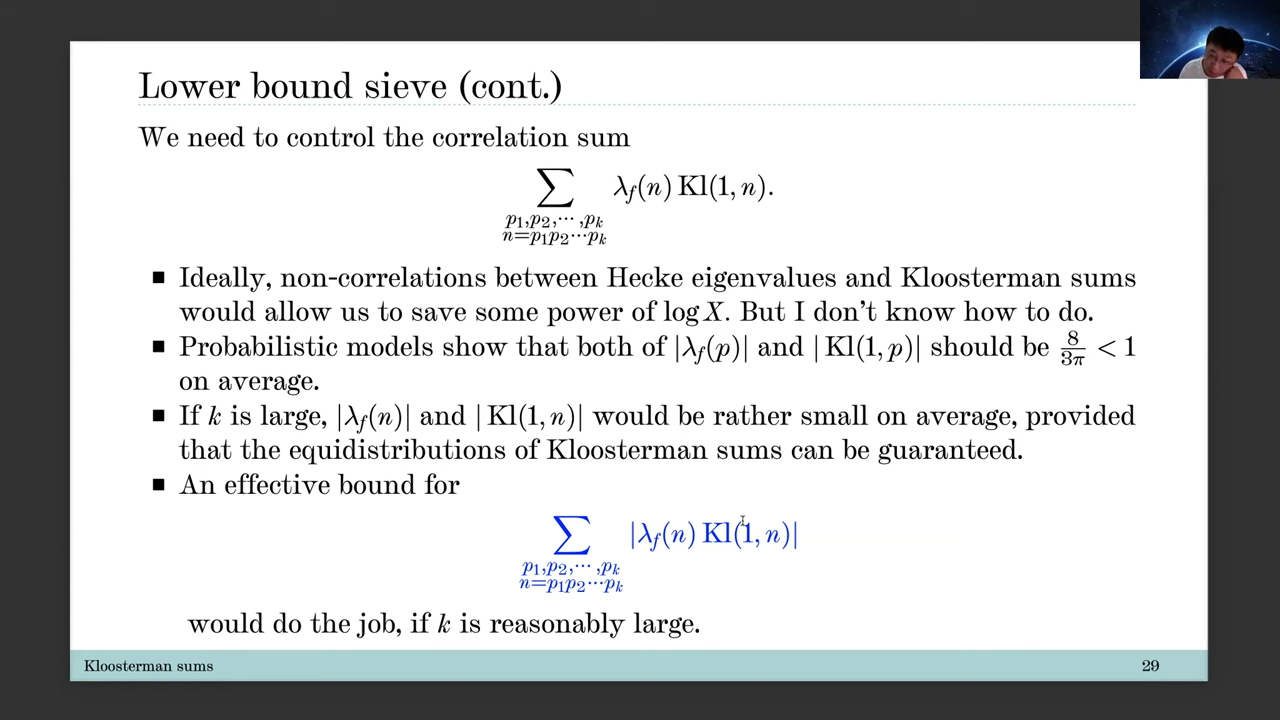 Lower bound sieve (cont.)
We need to control the correlation sum
∑ λ_f(n) Kl(1, n).
p₁,p₂,⋯,p_k
n=p₁p₂⋯p_k
■ Ideally, non-correlations between Hecke eigenvalues and Kloosterman sums
would allow us to save some power of log X. But I don't know how to do.
■ Probabilistic models show that both of |λ_f(p)| and | Kl(1, p)| should be 8/3π < 1
on average.
■ If k is large, |λ_f(n)| and | Kl(1, n)| would be rather small on average, provided
that the equidistributions of Kloosterman sums can be guaranteed.
■ An effective bound for
∑ |λ_f(n) Kl(1, n)|
p₁,p₂,⋯,p_k
n=p₁p₂⋯p_k
would do the job, if k is reasonably large.
Kloosterman sums
29